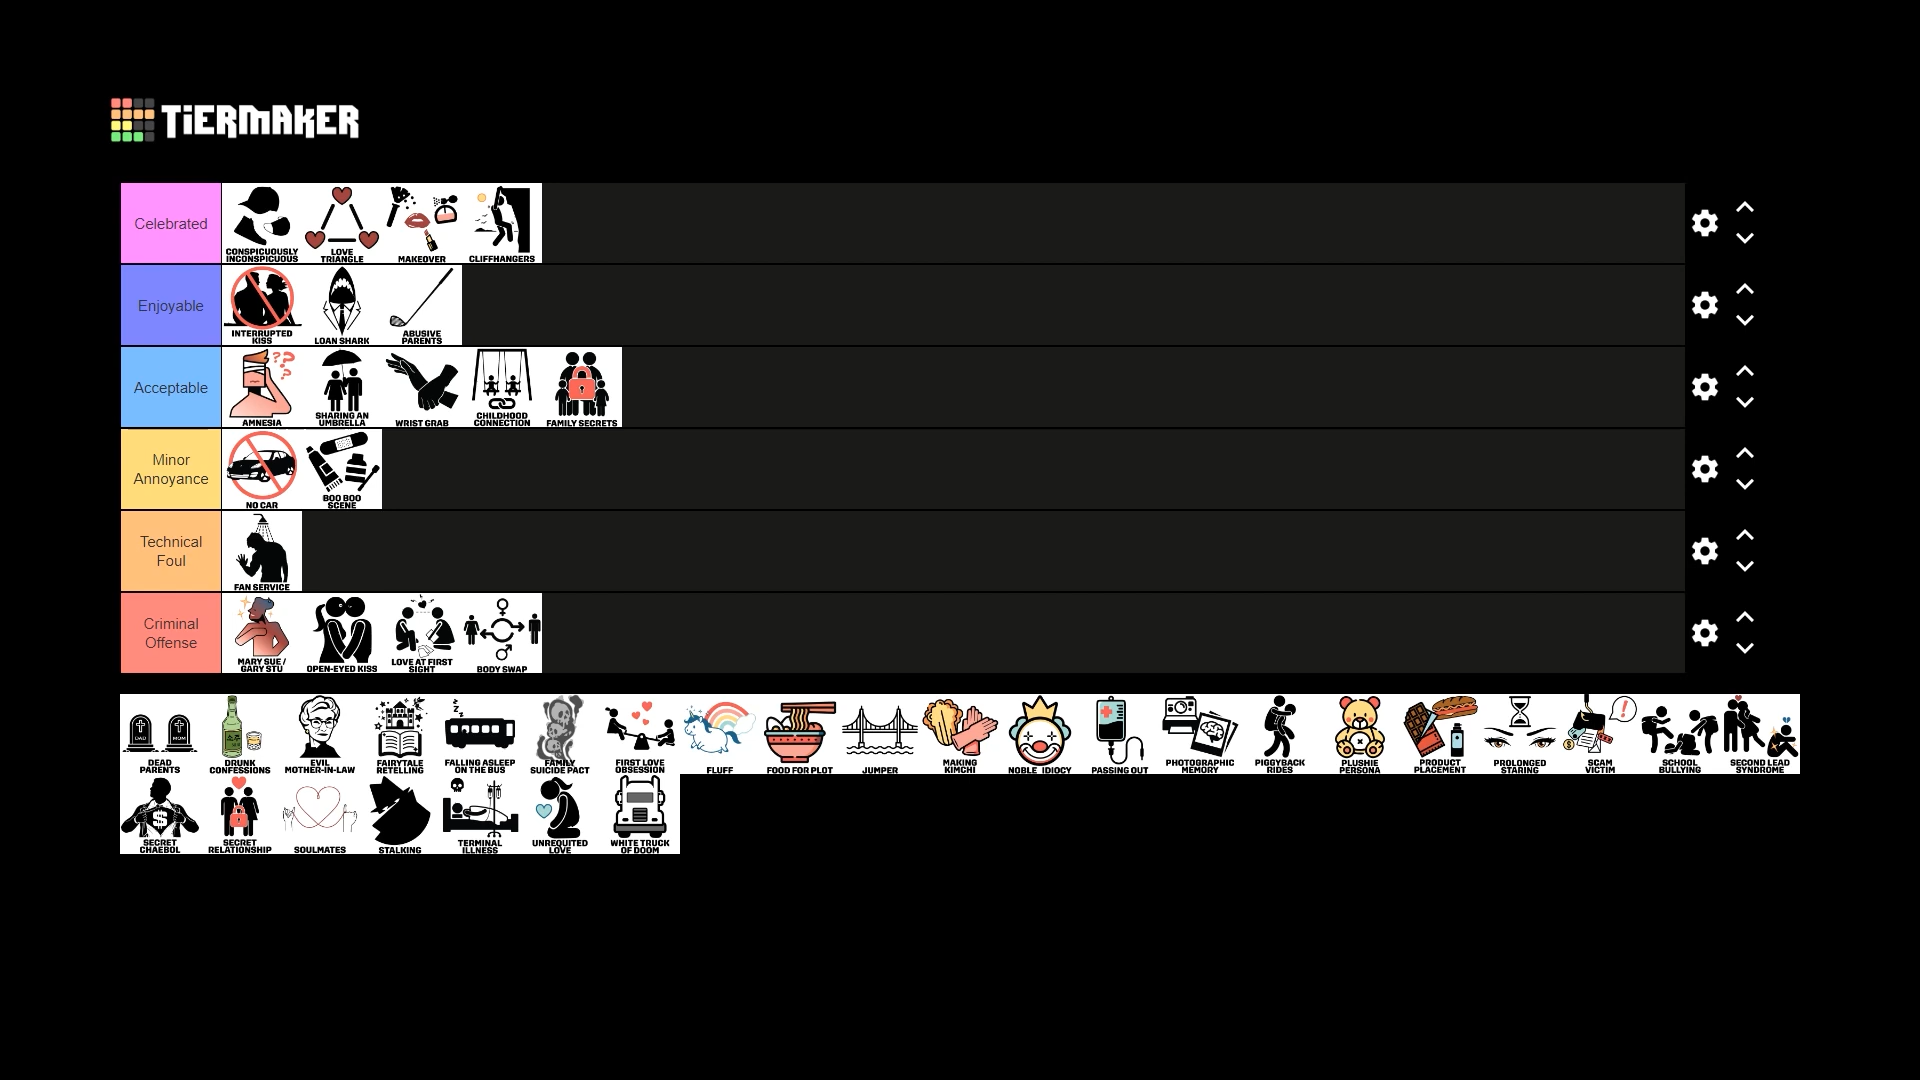 TiERMAKER
Celebrated
CONSPICUOUSLY
INCONSPICUOUS
LOVE
TRIANGLE
MAKEOVER
CLIFFHANGERS
Enjoyable
INTERRUPTED
KISS
LOAN SHARK
ABUSIVE
PARENTS
Acceptable
??
?
AMNESIA
SHARING AN
UMBRELLA
WRIST GRAB
CHILDHOOD
CONNECTION
FAMILY SECRETS
Minor
Annoyance
NO CAR
BOO BOO
SCENE
Technical
Foul
FAN SERVICE
Criminal
Offense
MARY SUE /
GARY STU
OPEN-EYED KISS
LOVE AT FIRST
SIGHT
BODY SWAP
DAD
MOM
DEAD
PARENTS
DRUNK
CONFESSIONS
EVIL
MOTHER-IN-LAW
FAIRYTALE
RETELLING
FALLING ASLEEP
ON THE BUS
FAMILY
SUICIDE PACT
FIRST LOVE
OBSESSION
FLUFF
FOOD FOR PLOT
JUMPER
MAKING
KIMCHI
NOBLE IDIOCY
PASSING OUT
PHOTOGRAPHIC
MEMORY
PIGGYBACK
RIDES
PLUSHIE
PERSONA
PRODUCT
PLACEMENT
PROLONGED
STARING
SCAM
VICTIM
SCHOOL
BULLYING
SECOND LEAD
SYNDROME
$
SECRET
CHAEBOL
SECRET
RELATIONSHIP
SOULMATES
STALKING
TERMINAL
ILLNESS
UNREQUITED
LOVE
WHITE TRUCK
OF DOOM